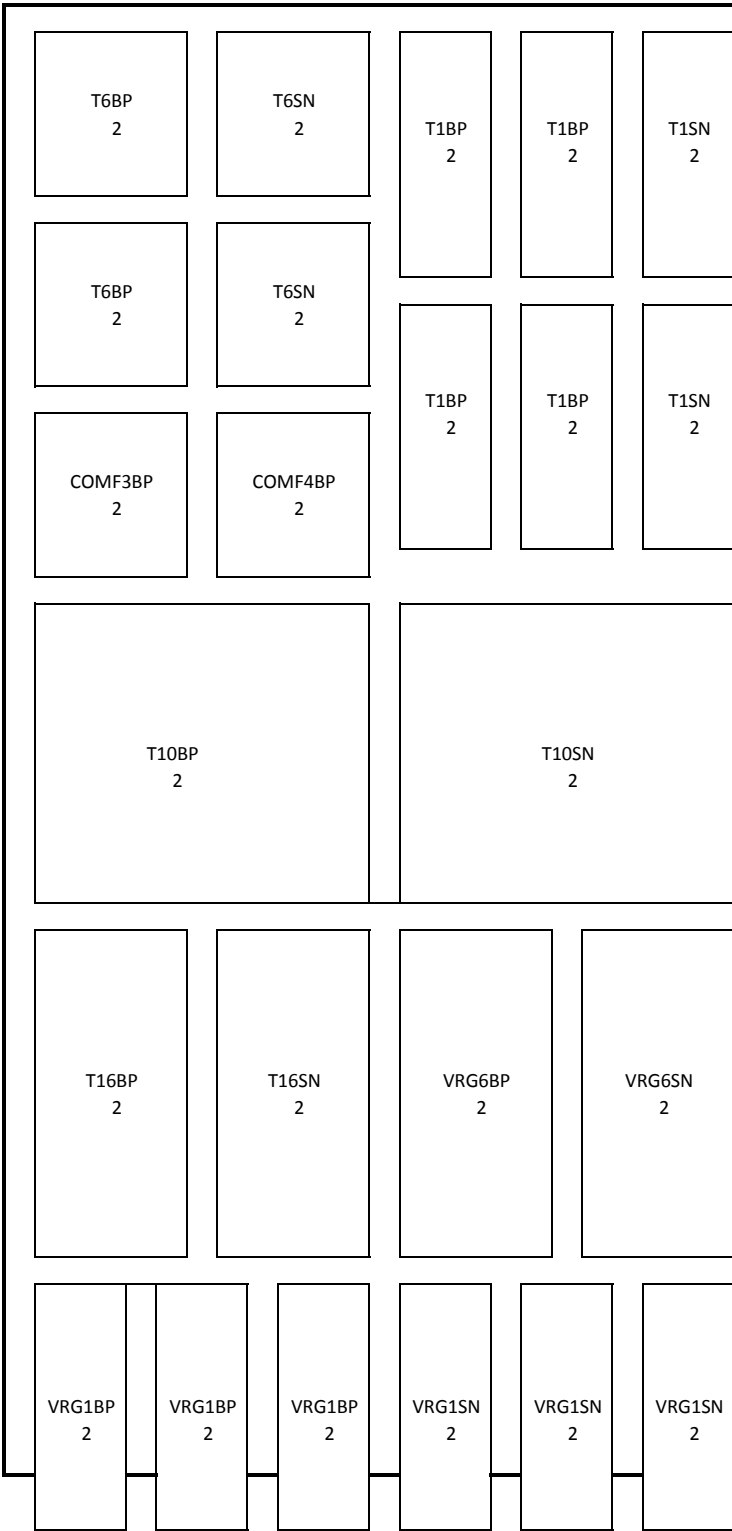 T6BP
2
T6SN
2
T1BP
2
T1BP
2
T1SN
2
T6BP
2
T6SN
2
T1BP
2
T1BP
2
T1SN
2
COMF3BP
2
COMF4BP
2
T10BP
2
T10SN
2
T16BP
2
T16SN
2
VRG6BP
2
VRG6SN
2
VRG1BP
2
VRG1BP
2
VRG1BP
2
VRG1SN
2
VRG1SN
2
VRG1SN
2